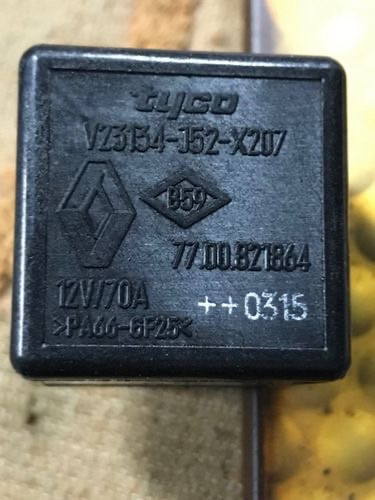 tyco
V23134-J52-X207
B59
77.00.821864
12V/70A
++0315
>PA66-GF25<